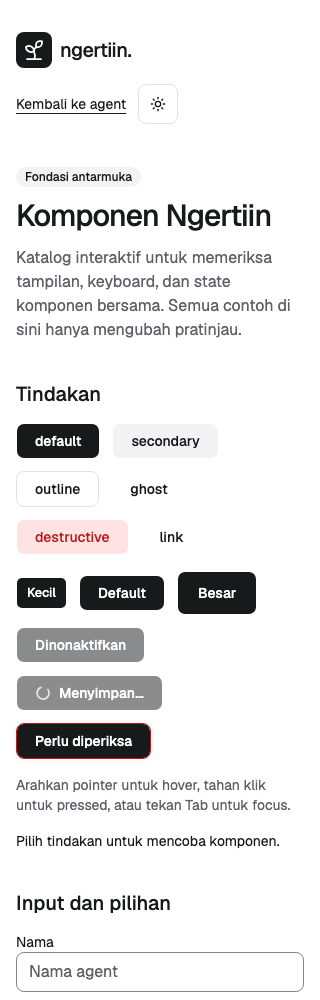 ngertiin.
Kembali ke agent
Fondasi antarmuka
Komponen Ngertiin
Katalog interaktif untuk memeriksa
tampilan, keyboard, dan state
komponen bersama. Semua contoh di
sini hanya mengubah pratinjau.
Tindakan
default secondary
outline ghost
destructive link
Kecil Default Besar
Dinonaktifkan
Menyimpan...
Perlu diperiksa
Arahkan pointer untuk hover, tahan klik
untuk pressed, atau tekan Tab untuk focus.
Pilih tindakan untuk mencoba komponen.
Input dan pilihan
Nama
Nama agent